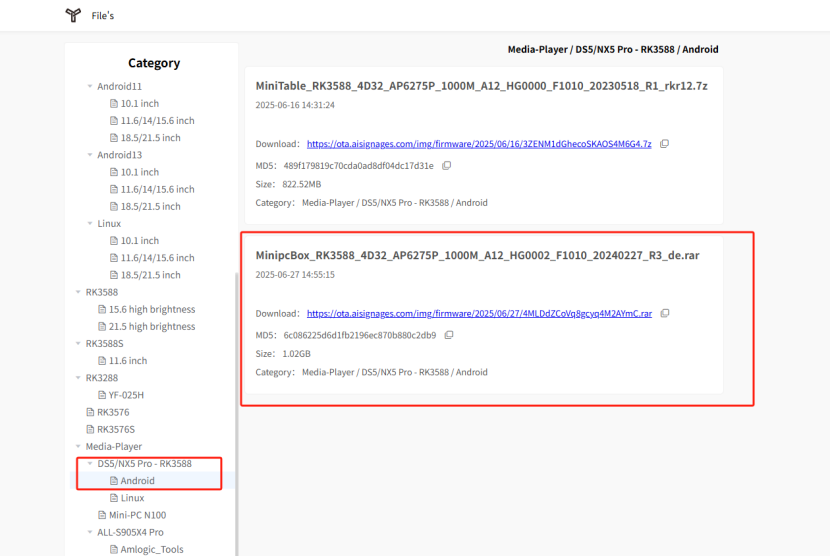 File's
Category
Android11
10.1 inch
11.6/14/15.6 inch
18.5/21.5 inch
Android13
10.1 inch
11.6/14/15.6 inch
18.5/21.5 inch
Linux
10.1 inch
11.6/14/15.6 inch
18.5/21.5 inch
RK3588
15.6 high brightness
21.5 high brightness
RK3588S
11.6 inch
RK3288
YF-025H
RK3576
RK3576S
Media-Player
DS5/NX5 Pro - RK3588
Android
Linux
Mini-PC N100
ALL-S905X4 Pro
Amlogic_Tools
Media-Player / DS5/NX5 Pro - RK3588 / Android
MiniTable_RK3588_4D32_AP6275P_1000M_A12_HG0000_F1010_20230518_R1_rkr12.7z
2025-06-16 14:31:24
Download： https://ota.aisignages.com/img/firmware/2025/06/16/3ZENM1dGhecoSKAOS4M6G4.7z
MD5： 489f179819c70cda0ad8df04dc17d31e
Size： 822.52MB
Category： Media-Player / DS5/NX5 Pro - RK3588 / Android
MinipcBox_RK3588_4D32_AP6275P_1000M_A12_HG0002_F1010_20240227_R3_de.rar
2025-06-27 14:55:15
Download： https://ota.aisignages.com/img/firmware/2025/06/27/4MLDdZCoVq8gcyq4M2AYmC.rar
MD5： 6c086225d6d1fb2196ec870b880c2db9
Size： 1.02GB
Category： Media-Player / DS5/NX5 Pro - RK3588 / Android